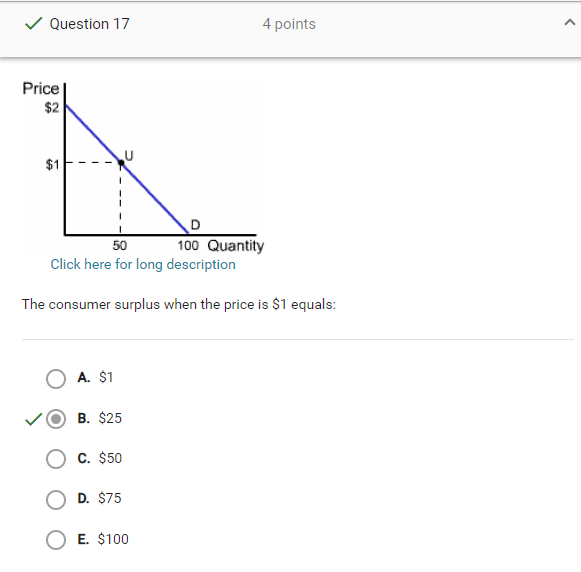 Question 17
4 points
Price
$2
U
$1
D
50
100 Quantity
Click here for long description
The consumer surplus when the price is $1 equals:
A. $1
B. $25
C. $50
D. $75
E. $100